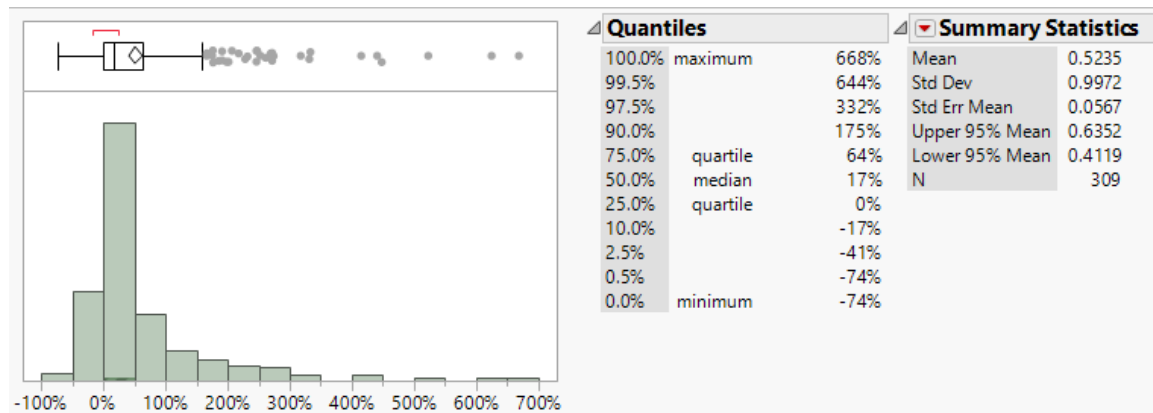 Quantiles
100.0% maximum 668%
99.5% 644%
97.5% 332%
90.0% 175%
75.0% quartile 64%
50.0% median 17%
25.0% quartile 0%
10.0% -17%
2.5% -41%
0.5% -74%
0.0% minimum -74%
Summary Statistics
Mean 0.5235
Std Dev 0.9972
Std Err Mean 0.0567
Upper 95% Mean 0.6352
Lower 95% Mean 0.4119
N 309
-100% 0% 100% 200% 300% 400% 500% 600% 700%